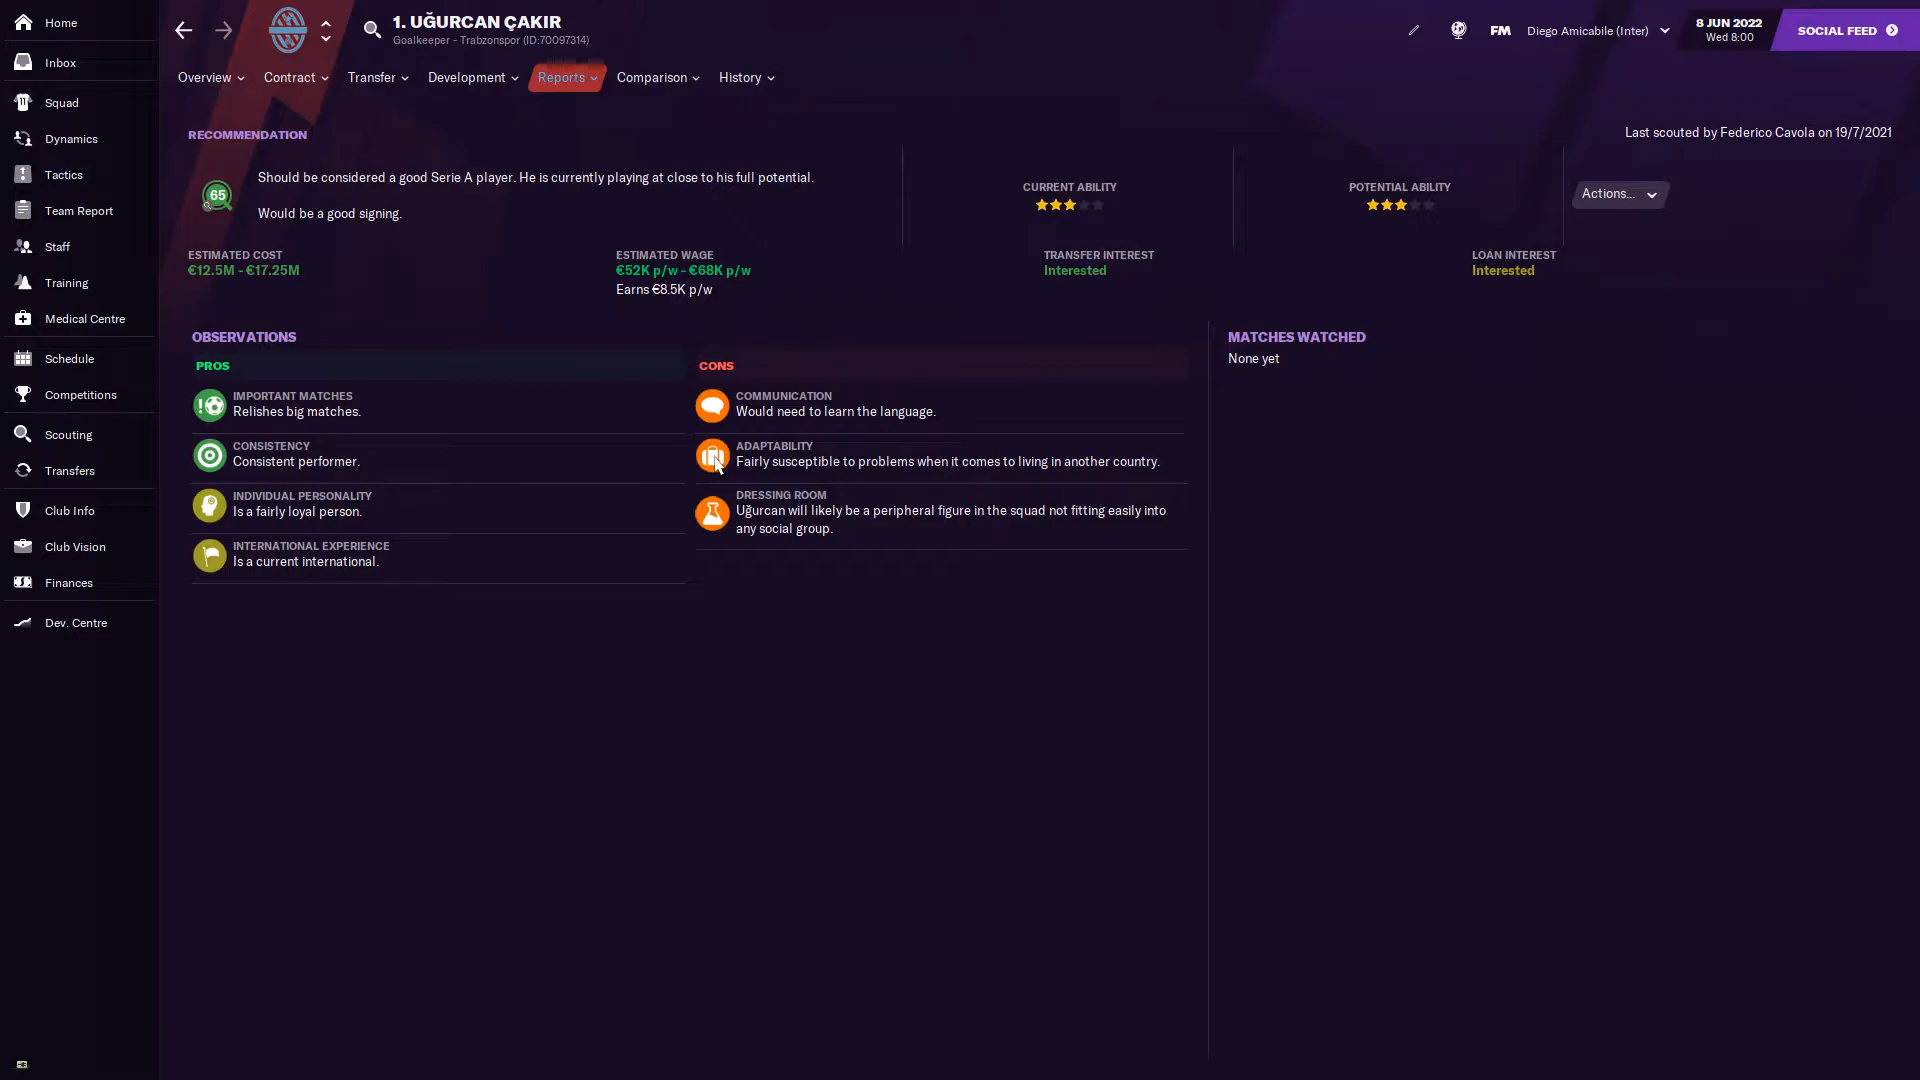 Home
Inbox
Squad
Dynamics
Tactics
Team Report
Staff
Training
Medical Centre
Schedule
Competitions
Scouting
Transfers
Club Info
Club Vision
Finances
Dev. Centre
1. UĞURCAN ÇAKIR
Goalkeeper - Trabzonspor (ID:70097314)
FM
Diego Amicabile (Inter)
8 JUN 2022
Wed 8:00
SOCIAL FEED
Overview
Contract
Transfer
Development
Reports
Comparison
History
RECOMMENDATION
Last scouted by Federico Cavola on 19/7/2021
65
Should be considered a good Serie A player. He is currently playing at close to his full potential.
Would be a good signing.
CURRENT ABILITY
POTENTIAL ABILITY
Actions...
ESTIMATED COST
€12.5M - €17.25M
ESTIMATED WAGE
€52K p/w - €68K p/w
Earns €8.5K p/w
TRANSFER INTEREST
Interested
LOAN INTEREST
Interested
OBSERVATIONS
PROS
IMPORTANT MATCHES
Relishes big matches.
CONSISTENCY
Consistent performer.
INDIVIDUAL PERSONALITY
Is a fairly loyal person.
INTERNATIONAL EXPERIENCE
Is a current international.
CONS
COMMUNICATION
Would need to learn the language.
ADAPTABILITY
Fairly susceptible to problems when it comes to living in another country.
DRESSING ROOM
Uğurcan will likely be a peripheral figure in the squad not fitting easily into
any social group.
MATCHES WATCHED
None yet